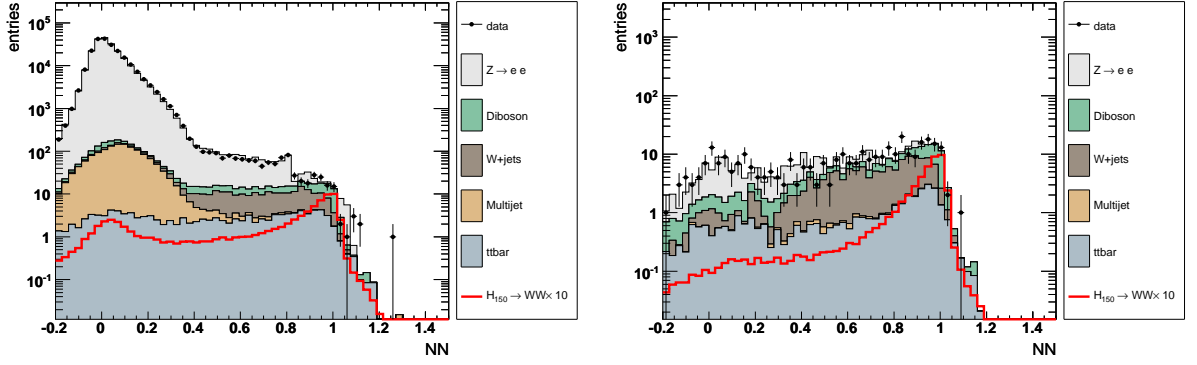 entries
10⁵
10⁴
10³
10²
10
1
10⁻¹
-0.2 0 0.2 0.4 0.6 0.8 1 1.2 1.4
NN
data
Z → e e
Diboson
W+jets
Multijet
ttbar
H₁₅₀ → WW× 10
entries
10³
10²
10
1
10⁻¹
-0.2 0 0.2 0.4 0.6 0.8 1 1.2 1.4
NN
data
Z → e e
Diboson
W+jets
Multijet
ttbar
H₁₅₀ → WW× 10